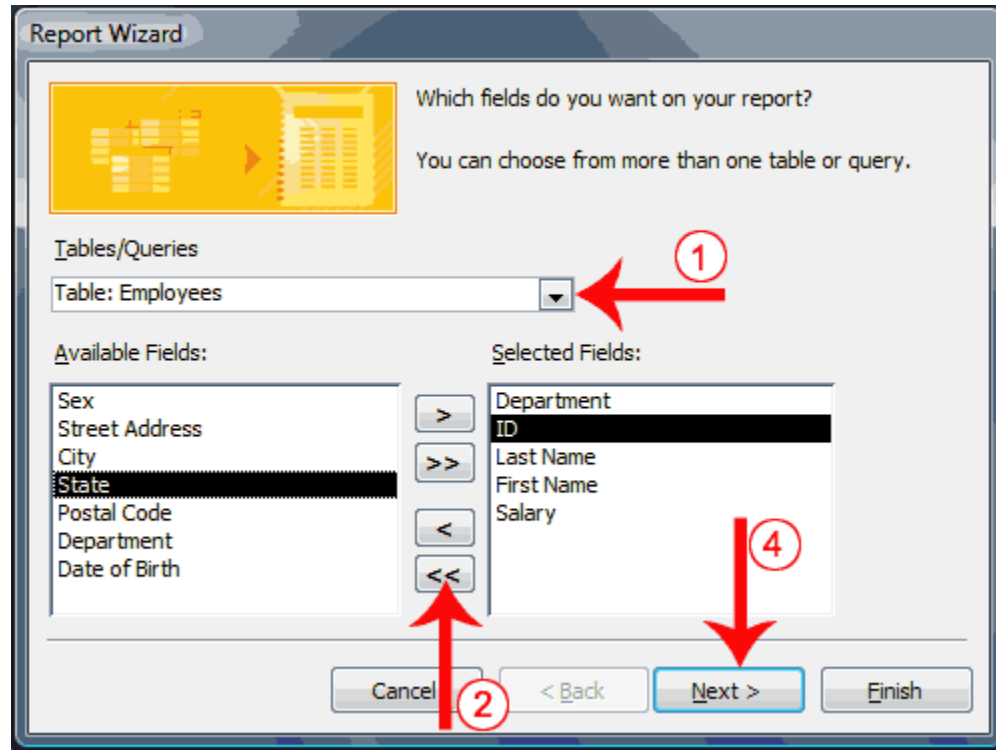 Report Wizard
Which fields do you want on your report?
You can choose from more than one table or query.
Tables/Queries
1
Table: Employees
Available Fields:
Selected Fields:
Sex
Street Address
City
State
Postal Code
Department
Date of Birth
>
>>
<
<<
Department
ID
Last Name
First Name
Salary
4
2
Cancel
< Back
Next >
Finish